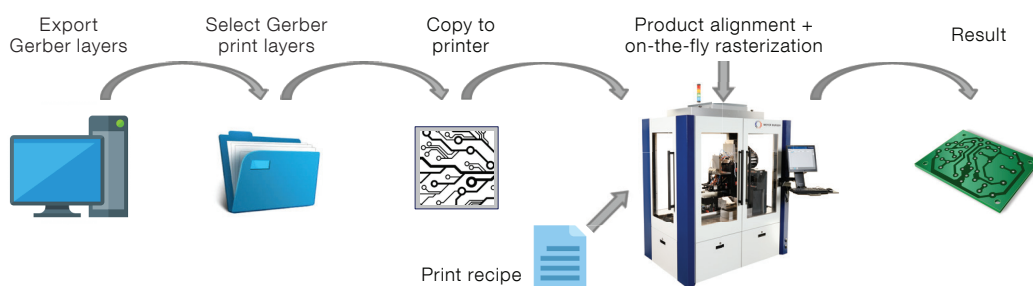 Export
Gerber layers
Select Gerber
print layers
Copy to
printer
Product alignment +
on-the-fly rasterization
Result
Print recipe